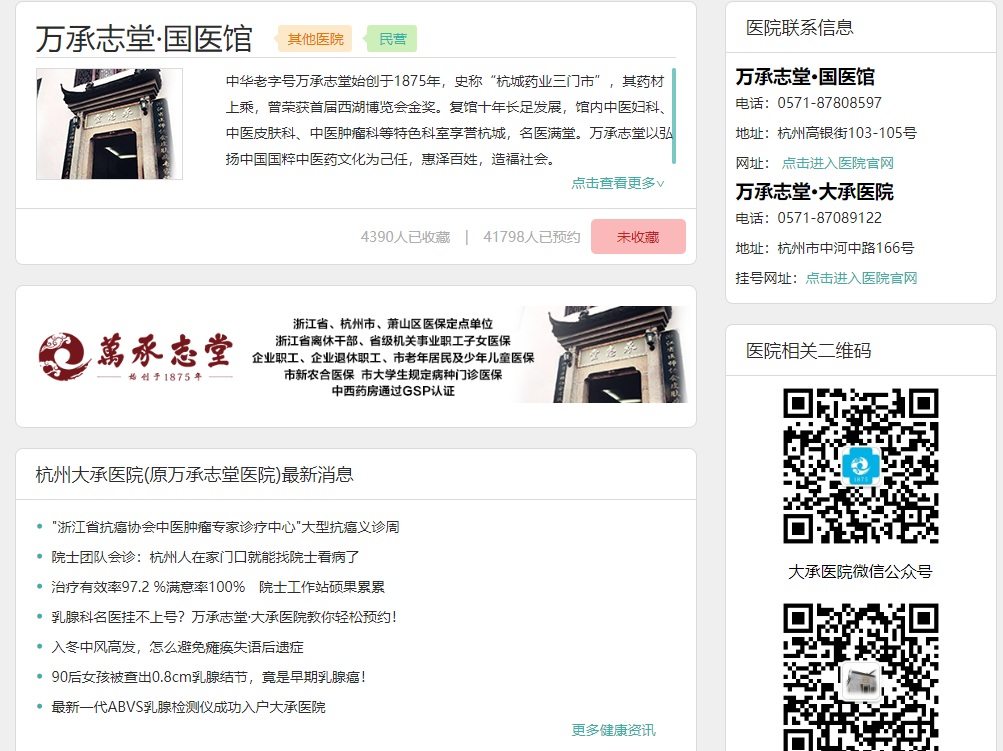 万承志堂·国医馆
其他医院
民营
中华老字号万承志堂始创于1875年，史称“杭城药业三门市”，其药材
上乘，曾荣获首届西湖博览会金奖。复馆十年长足发展，馆内中医妇科、
中医皮肤科、中医肿瘤科等特色科室享誉杭城，名医满堂。万承志堂以弘
扬中国国粹中医药文化为己任，惠泽百姓，造福社会。
点击查看更多
4390人已收藏 | 41798人已预约
未收藏
萬承志堂
始创于1875年
浙江省、杭州市、萧山区医保定点单位
浙江省离休干部、省级机关事业职工子女医保
企业职工、企业退休职工、市老年居民及少年儿童医保
市新农合医保 市大学生规定病种门诊医保
中西药房通过GSP认证
杭州大承医院(原万承志堂医院)最新消息
"浙江省抗癌协会中医肿瘤专家诊疗中心"大型抗癌义诊周
院士团队会诊：杭州人在家门口就能找院士看病了
治疗有效率97.2 %满意率100% 院士工作站硕果累累
乳腺科名医挂不上号？万承志堂·大承医院教你轻松预约！
入冬中风高发，怎么避免瘫痪失语后遗症
90后女孩被查出0.8cm乳腺结节，竟是早期乳腺癌！
最新一代ABVS乳腺检测仪成功入户大承医院
更多健康资讯
医院联系信息
万承志堂·国医馆
电话：0571-87808597
地址：杭州高银街103-105号
网址： 点击进入医院官网
万承志堂·大承医院
电话：0571-87089122
地址：杭州市中河中路166号
挂号网址：点击进入医院官网
医院相关二维码
1875
大承医院微信公众号